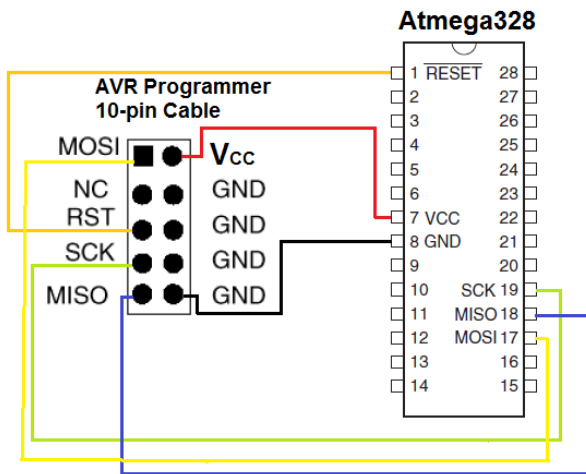 Atmega328
AVR Programmer
10-pin Cable
MOSI VCC
NC GND
RST GND
SCK GND
MISO GND
1 RESET 28
2 27
3 26
4 25
5 24
6 23
7 VCC 22
8 GND 21
9 20
10 SCK 19
11 MISO 18
12 MOSI 17
13 16
14 15